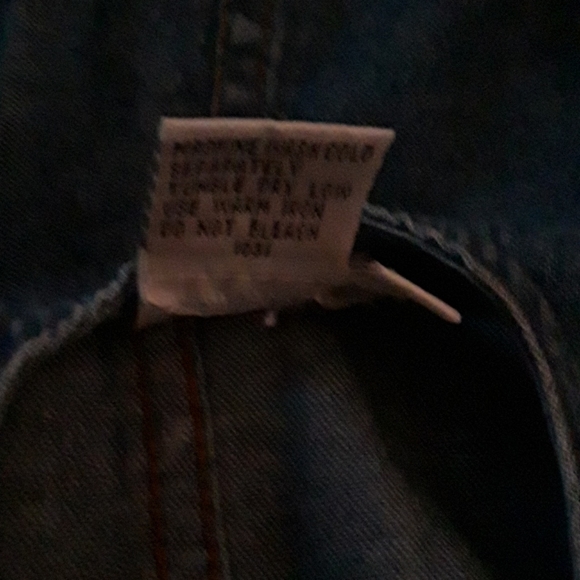 MACHINE WASH COLD
SEPARATELY
TUMBLE DRY LOW
USE WARM IRON
DO NOT BLEACH